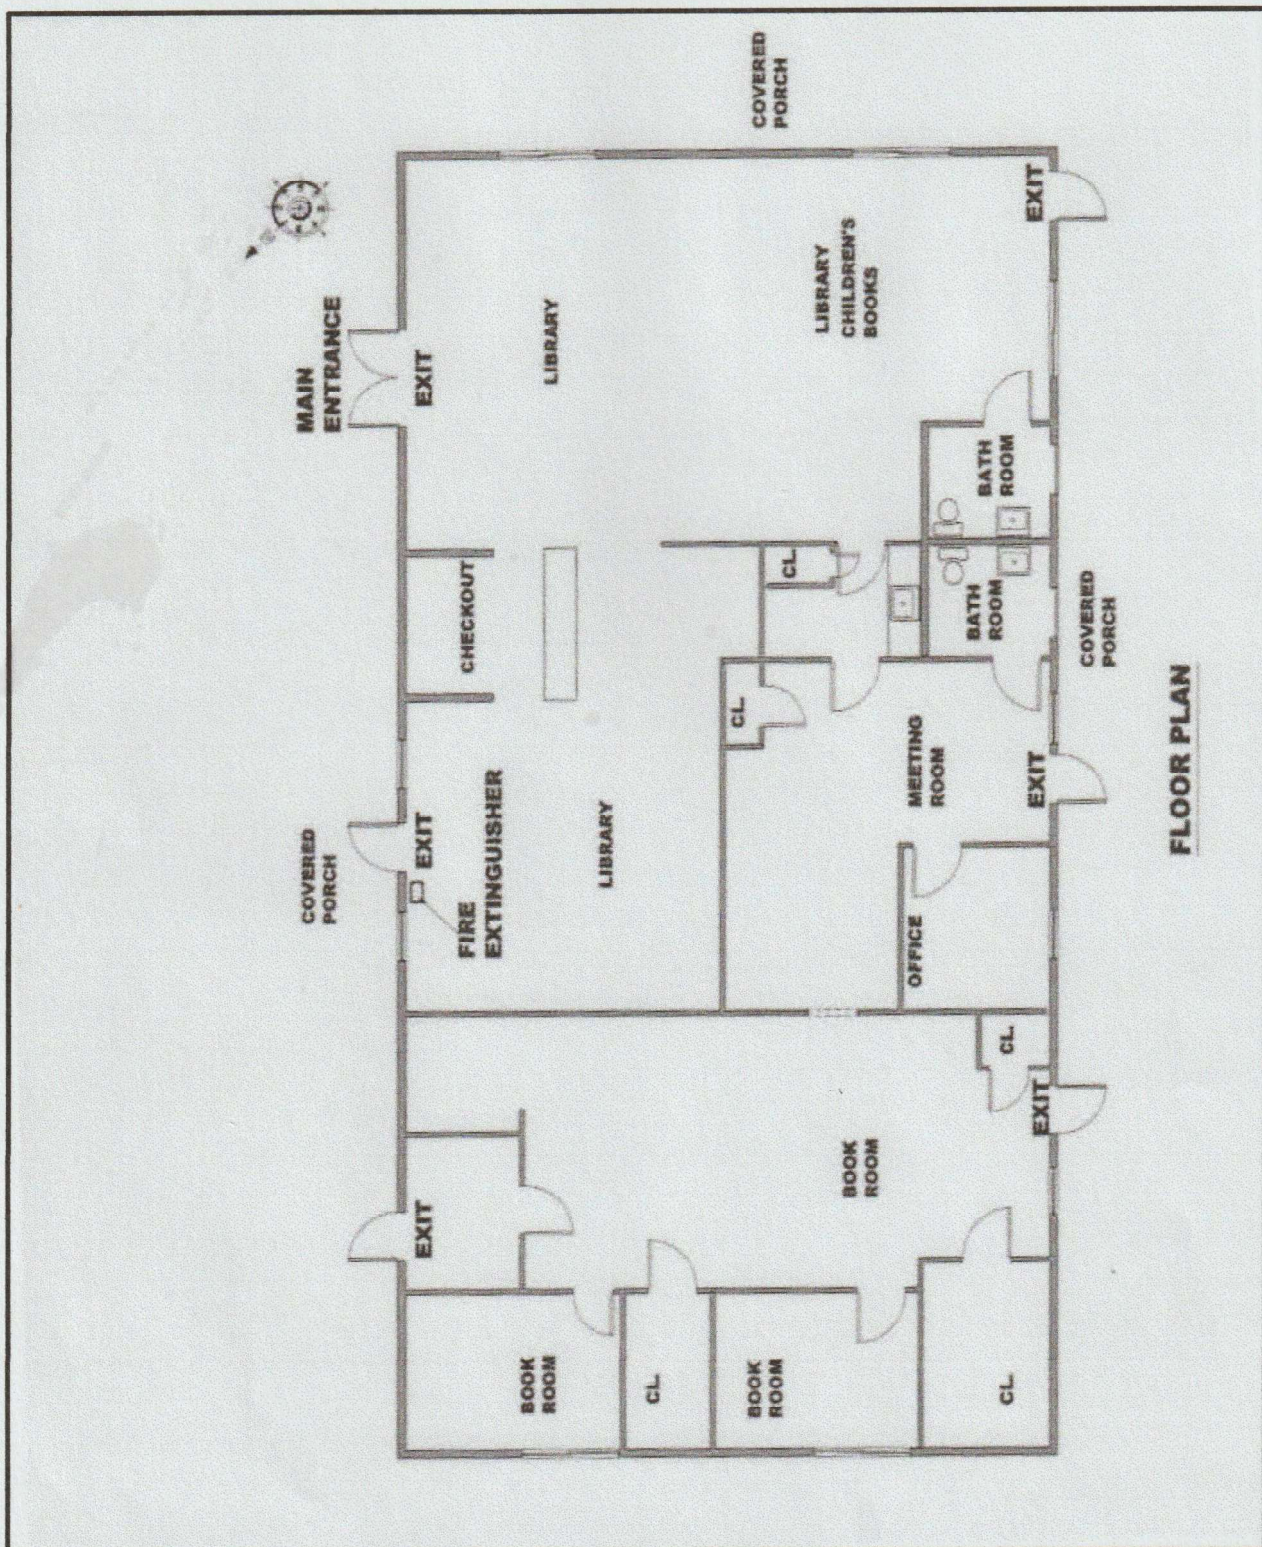 COVERED
PORCH
MAIN
ENTRANCE
EXIT
LIBRARY
LIBRARY
CHILDREN'S
BOOKS
EXIT
CHECKOUT
CL.
BATH
ROOM
BATH
ROOM
COVERED
PORCH
COVERED
PORCH
EXIT
FIRE
EXTINGUISHER
LIBRARY
CL.
MEETING
ROOM
EXIT
OFFICE
FLOOR PLAN
EXIT
BOOK
ROOM
CL.
EXIT
BOOK
ROOM
CL.
BOOK
ROOM
CL.